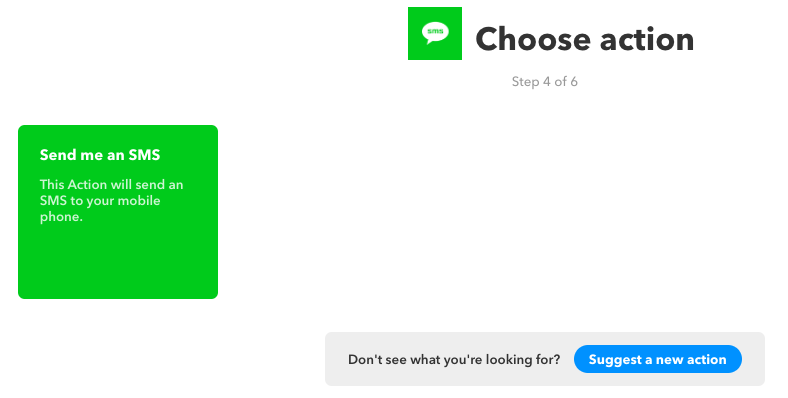 sms
Choose action
Step 4 of 6
Send me an SMS
This Action will send an
SMS to your mobile
phone.
Don't see what you're looking for?
Suggest a new action